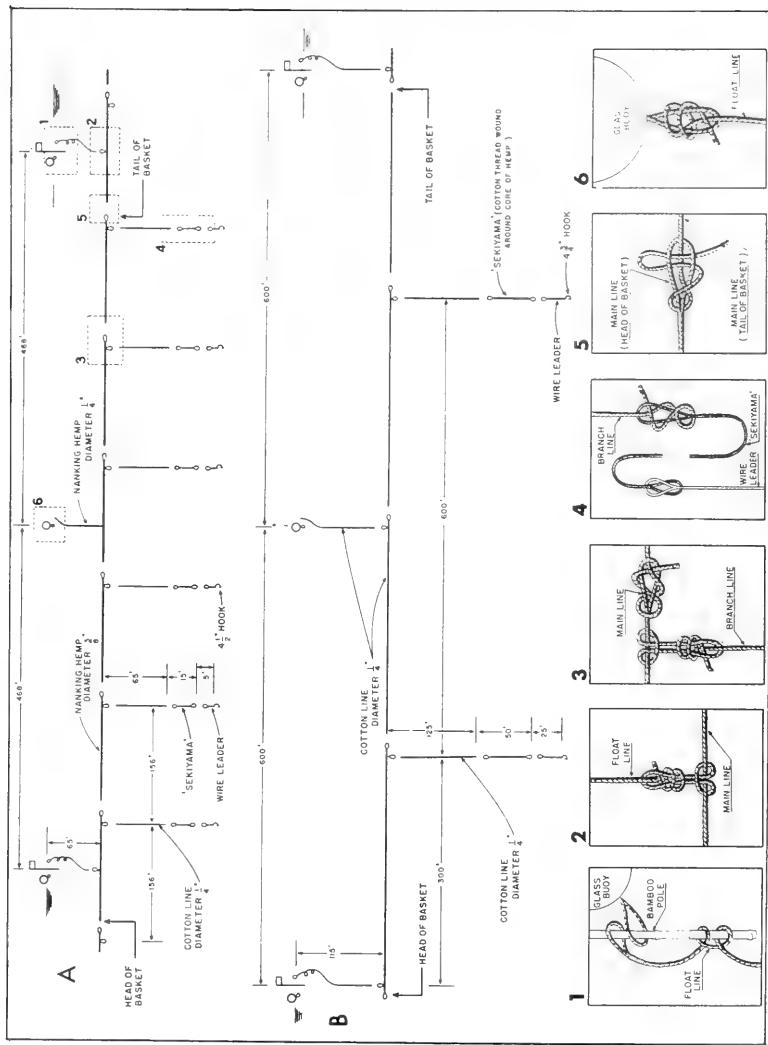 A
468'
468'
1
2
3
4
5
6
65'
HEAD OF
BASKET
COTTON LINE
DIAMETER 1/4"
156'
156'
NANKING HEMP
DIAMETER 3/8"
65'
15'
5'
'SEKIYAMA'
WIRE LEADER
4 1/2" HOOK
NANKING HEMP
DIAMETER 1/4"
TAIL OF
BASKET
B
600'
600'
115'
HEAD OF BASKET
300'
COTTON LINE
DIAMETER 1/4"
COTTON LINE
DIAMETER 1/4"
125'
50'
25'
600'
'SEKIYAMA' (COTTON THREAD WOUND
AROUND CORE OF HEMP)
4 3/4" HOOK
WIRE LEADER
TAIL OF BASKET
1
GLASS
BUOY
BAMBOO
POLE
FLOAT
LINE
2
FLOAT
LINE
MAIN LINE
3
MAIN LINE
BRANCH LINE
4
BRANCH
LINE
WIRE
LEADER
'SEKIYAMA'
5
MAIN LINE
(HEAD OF BASKET)
MAIN LINE
(TAIL OF BASKET)
6
FLOAT LINE